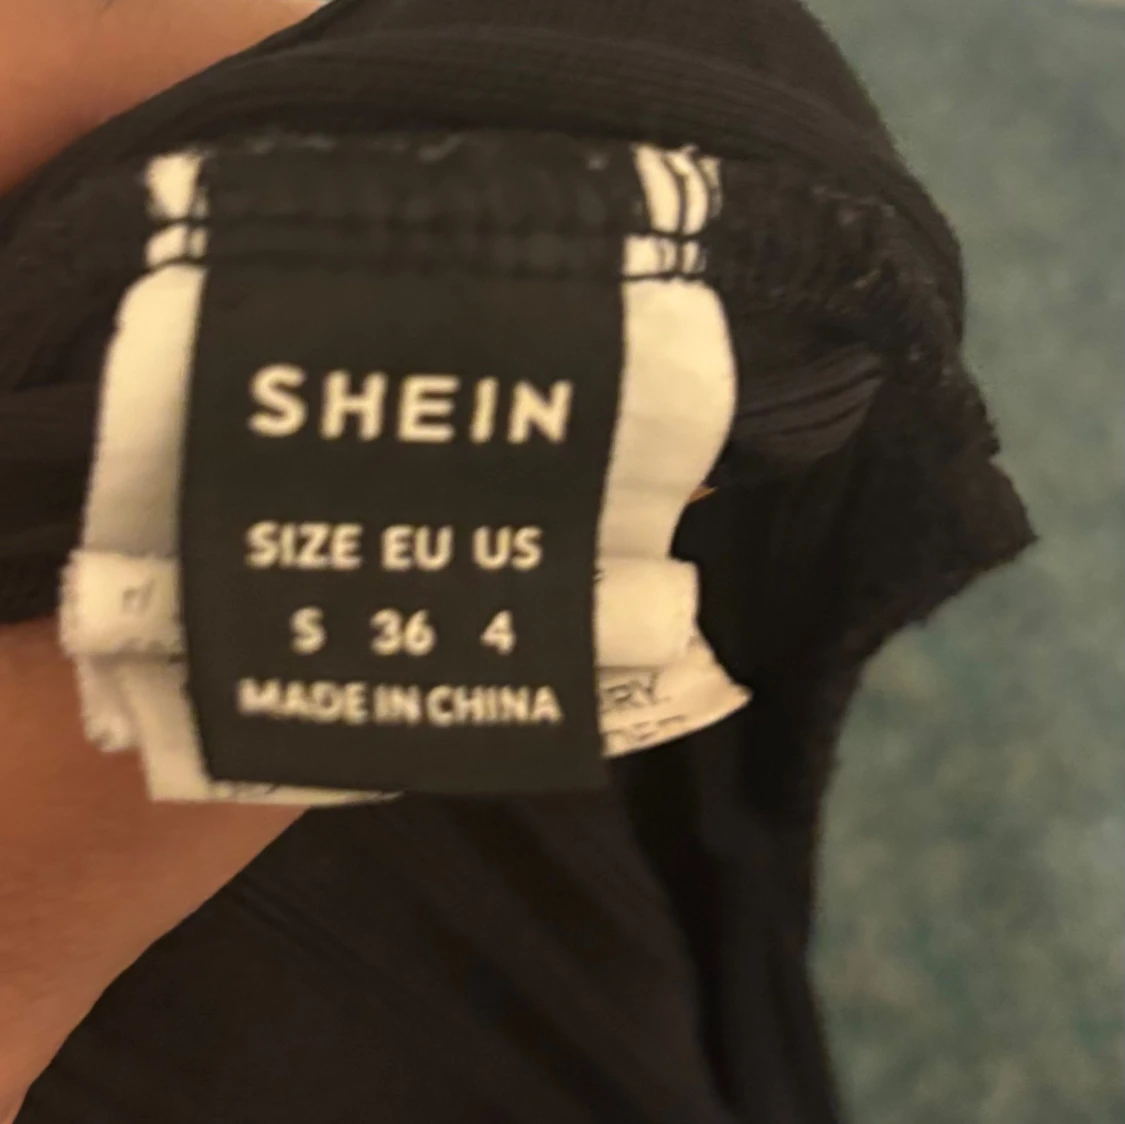 SHEIN
SIZE EU US
S 36 4
MADE IN CHINA